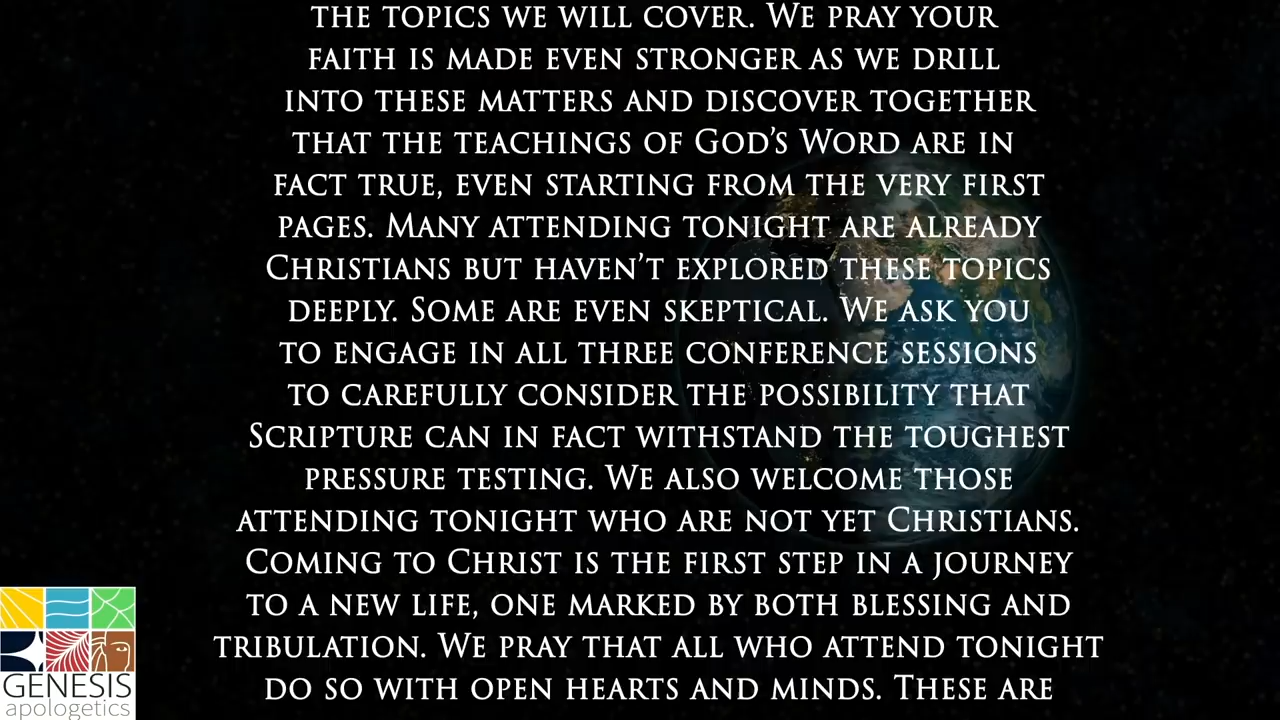 THE TOPICS WE WILL COVER. WE PRAY YOUR
FAITH IS MADE EVEN STRONGER AS WE DRILL
INTO THESE MATTERS AND DISCOVER TOGETHER
THAT THE TEACHINGS OF GOD'S WORD ARE IN
FACT TRUE, EVEN STARTING FROM THE VERY FIRST
PAGES. MANY ATTENDING TONIGHT ARE ALREADY
CHRISTIANS BUT HAVEN'T EXPLORED THESE TOPICS
DEEPLY. SOME ARE EVEN SKEPTICAL. WE ASK YOU
TO ENGAGE IN ALL THREE CONFERENCE SESSIONS
TO CAREFULLY CONSIDER THE POSSIBILITY THAT
SCRIPTURE CAN IN FACT WITHSTAND THE TOUGHEST
PRESSURE TESTING. WE ALSO WELCOME THOSE
ATTENDING TONIGHT WHO ARE NOT YET CHRISTIANS.
COMING TO CHRIST IS THE FIRST STEP IN A JOURNEY
TO A NEW LIFE, ONE MARKED BY BOTH BLESSING AND
TRIBULATION. WE PRAY THAT ALL WHO ATTEND TONIGHT
DO SO WITH OPEN HEARTS AND MINDS. THESE ARE
GENESIS
apologetics